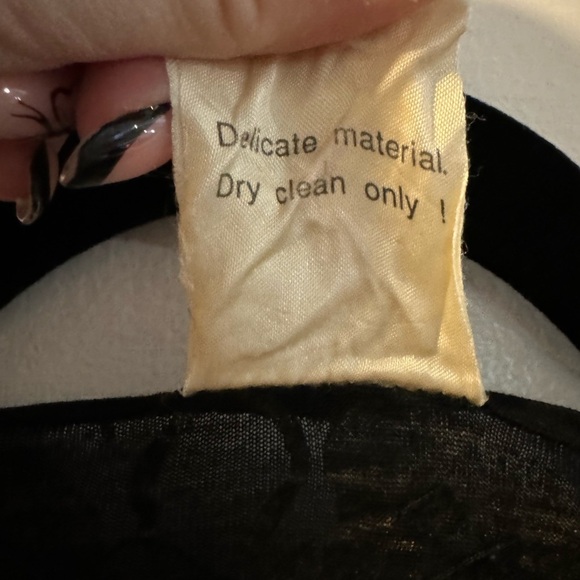 Delicate material.
Dry clean only !